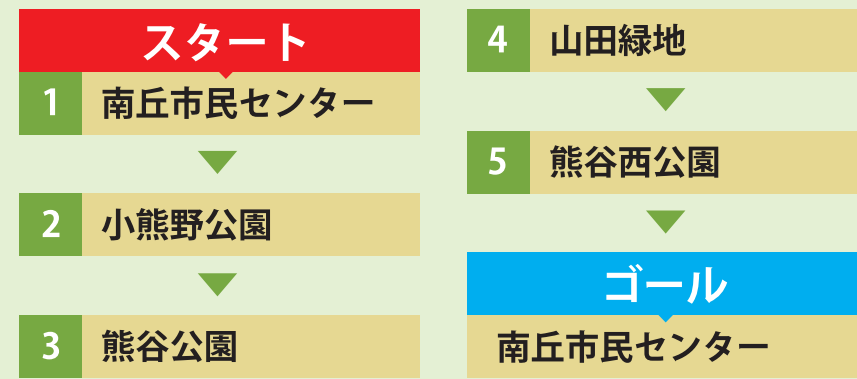 スタート
1 南丘市民センター
2 小熊野公園
3 熊谷公園
4 山田緑地
5 熊谷西公園
ゴール
南丘市民センター